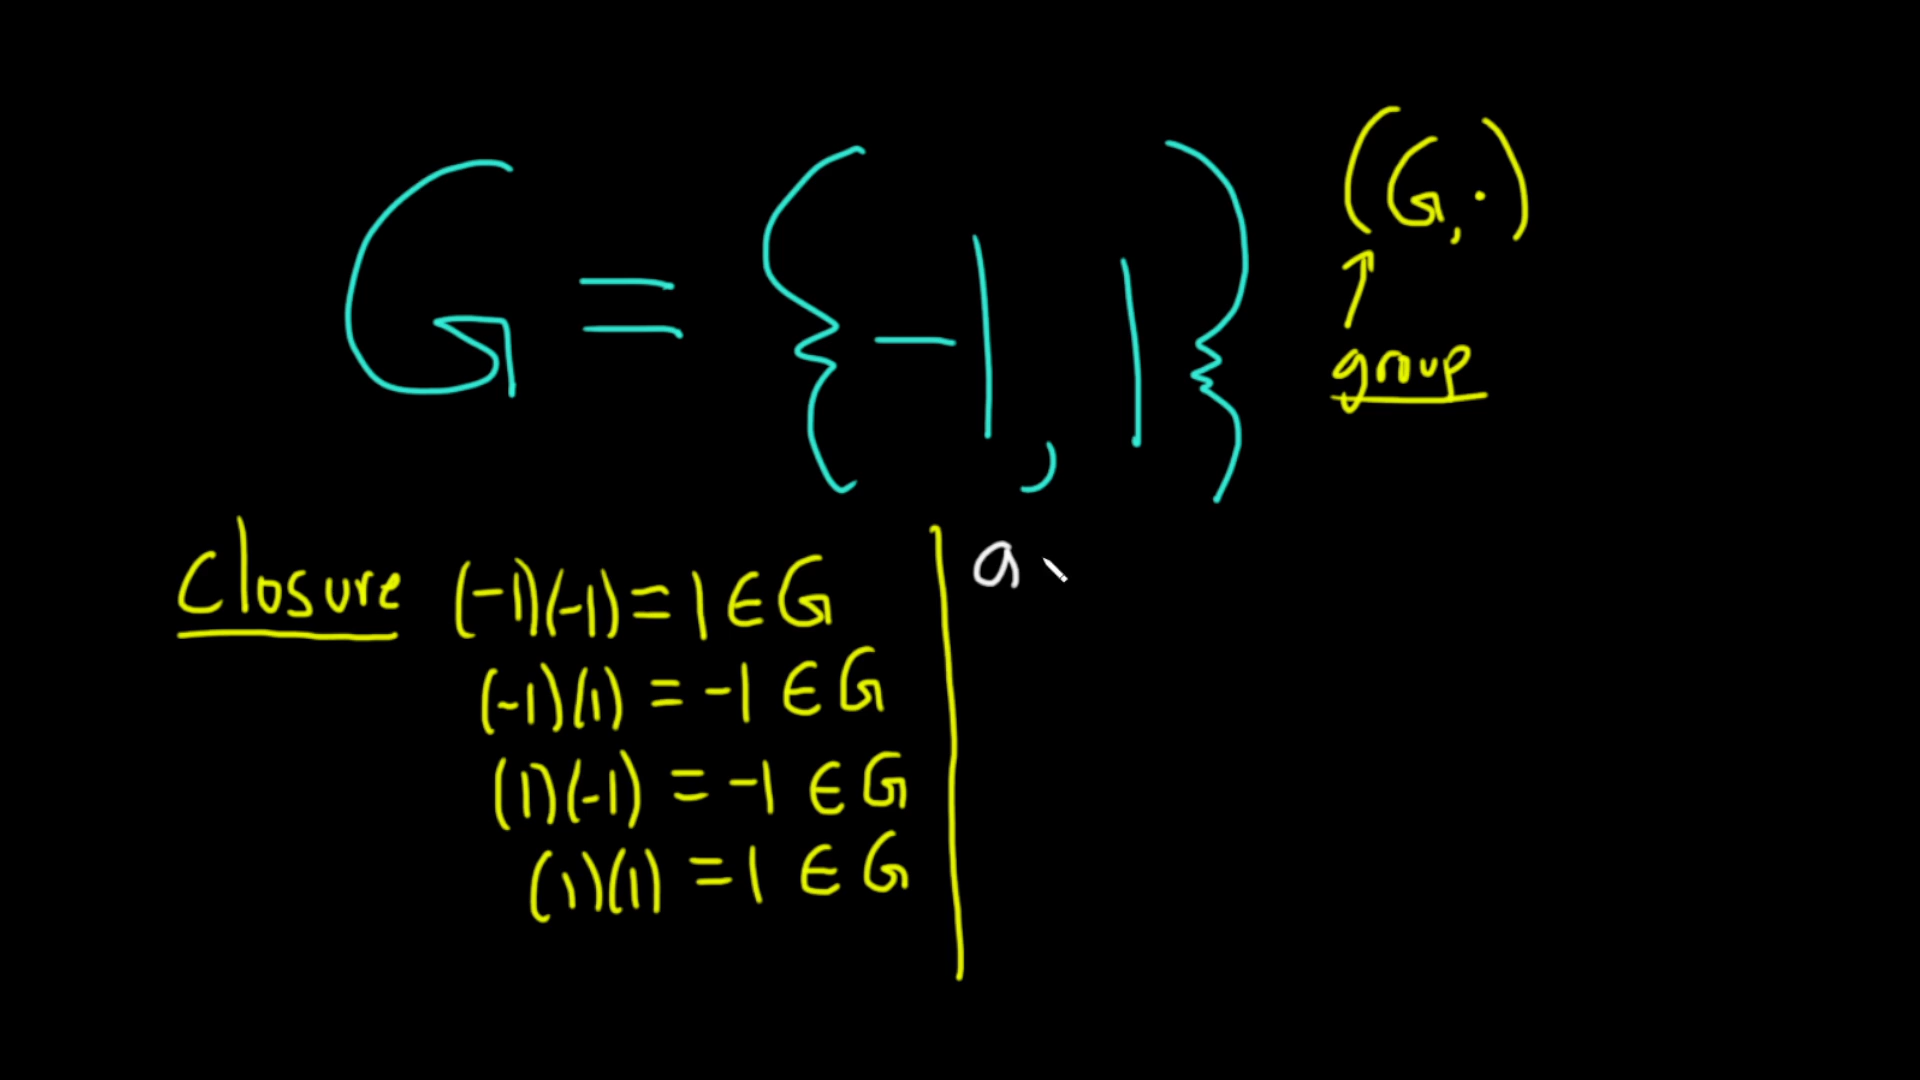 G = {-1, 1}
(G, ·)
group
Closure (-1)(-1) = 1 ∈ G
(-1)(1) = -1 ∈ G
(1)(-1) = -1 ∈ G
(1)(1) = 1 ∈ G
a